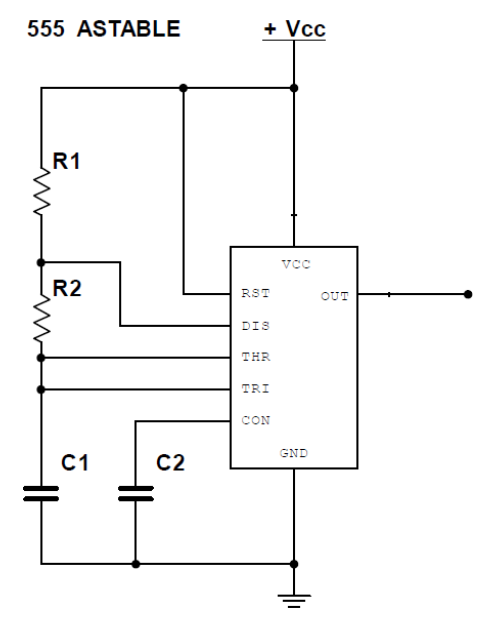 555 ASTABLE
+ Vcc
R1
VCC
R2
RST
OUT
DIS
THR
TRI
CON
GND
C1
C2